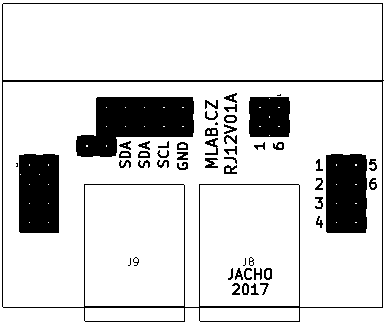 SDA
SDA
SCL
GND
MLAB.CZ
RJ12V01A
1
6
1
2
3
4
5
6
J9
J8
JACHO
2017